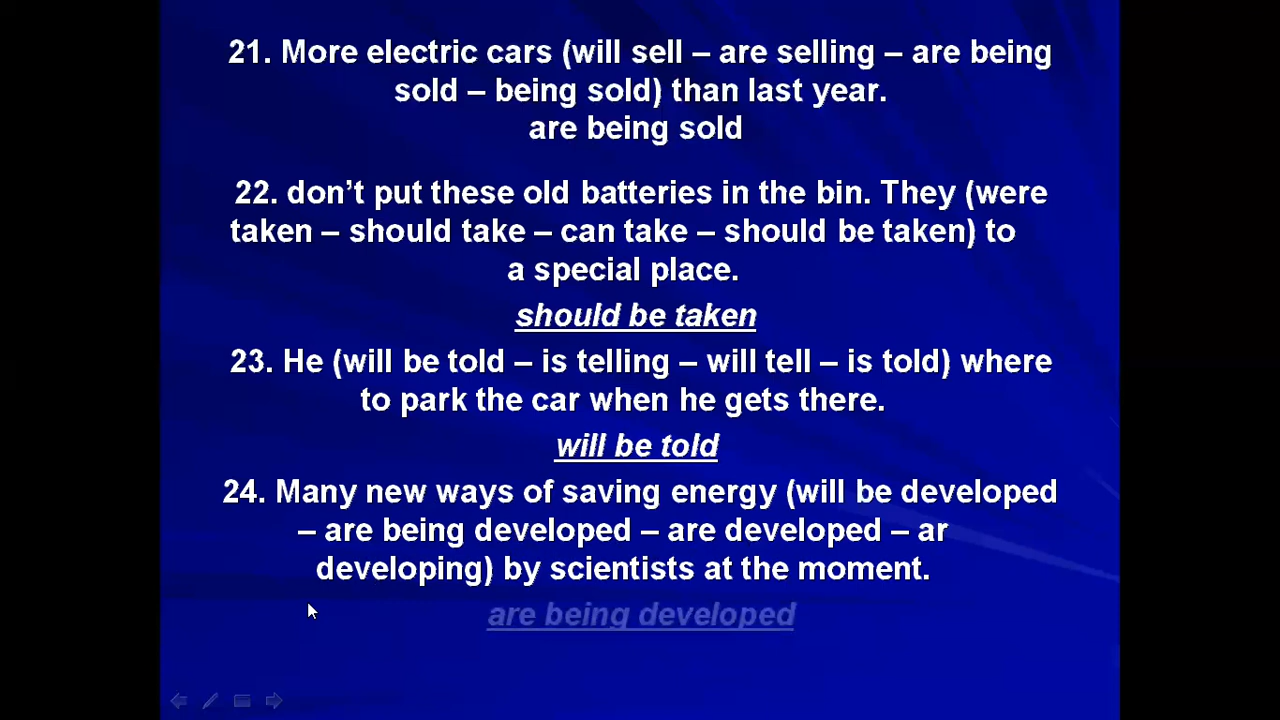 21. More electric cars (will sell – are selling – are being
sold – being sold) than last year.
are being sold
22. don’t put these old batteries in the bin. They (were
taken – should take – can take – should be taken) to
a special place.
should be taken
23. He (will be told – is telling – will tell – is told) where
to park the car when he gets there.
will be told
24. Many new ways of saving energy (will be developed
– are being developed – are developed – ar
developing) by scientists at the moment.
are being developed